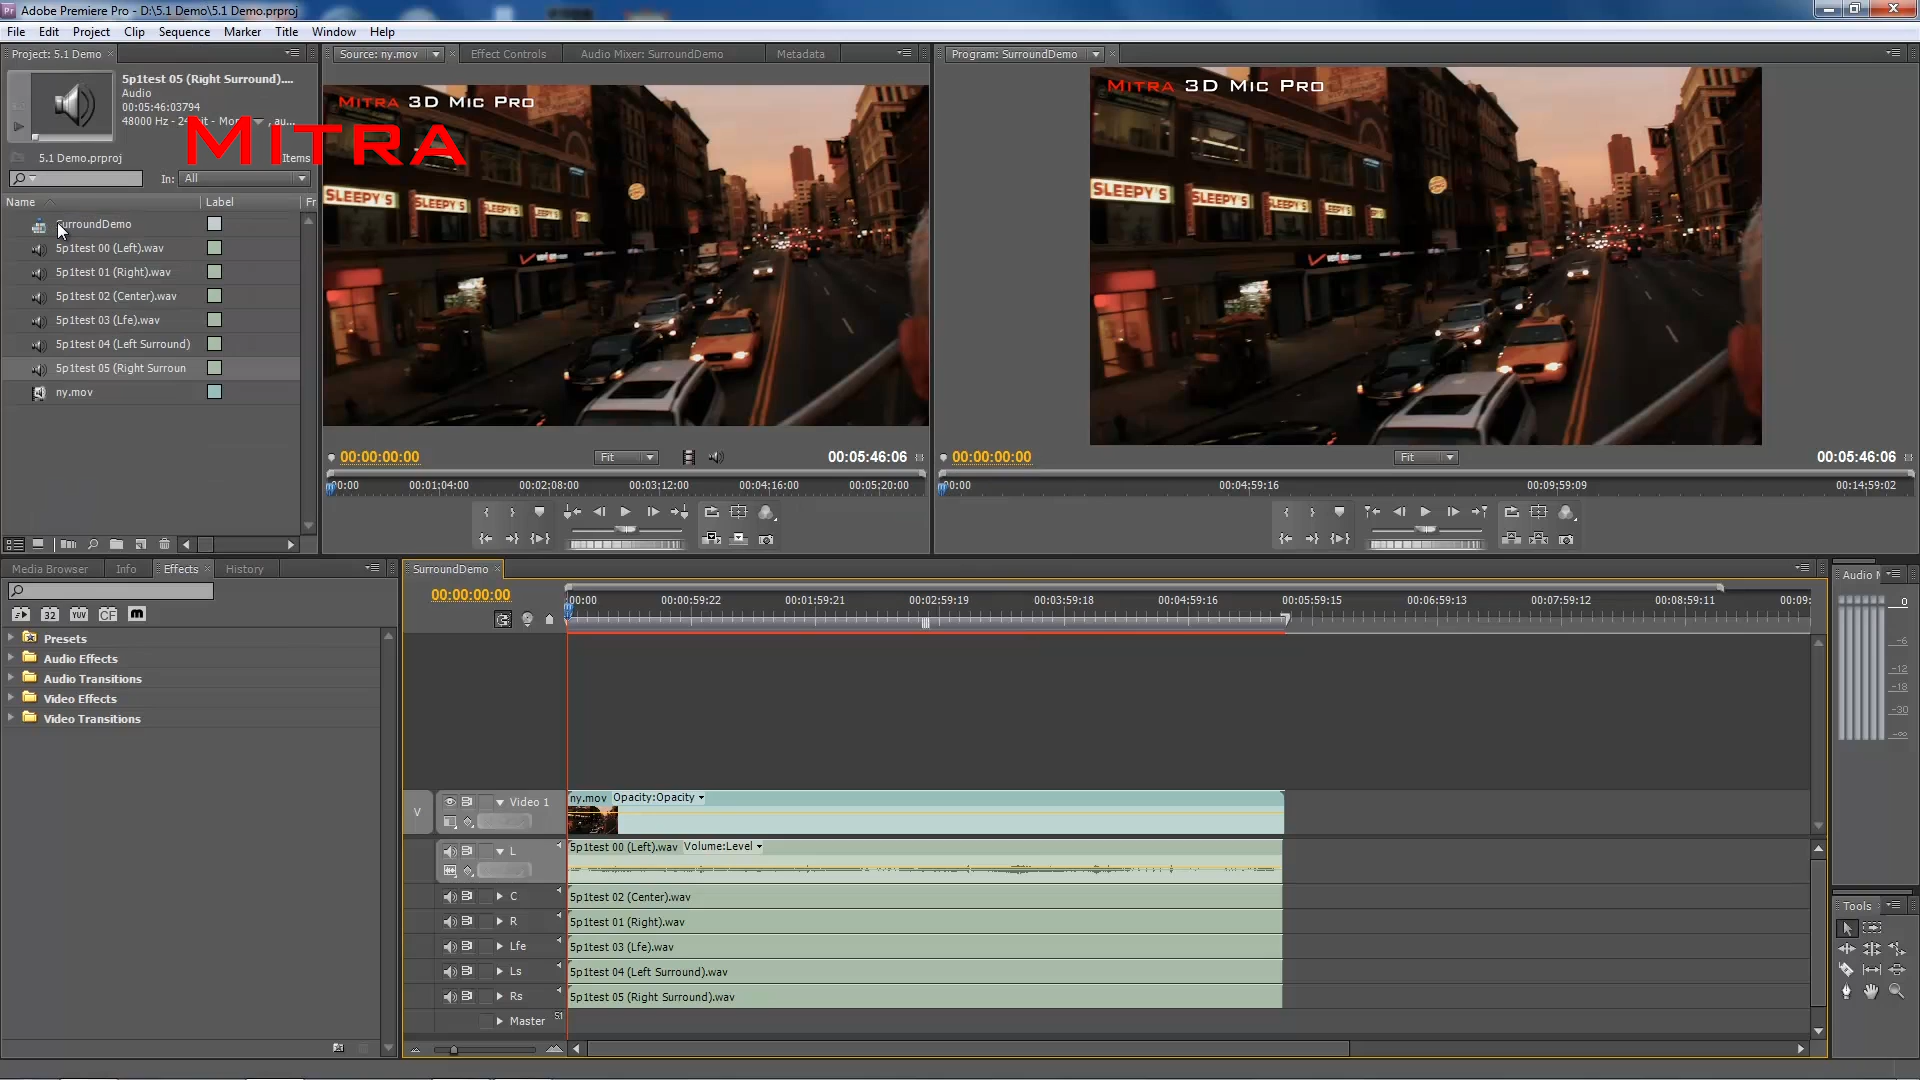 Adobe Premiere Pro - D:\5.1 Demo\5.1 Demo.prproj
File Edit Project Clip Sequence Marker Title Window Help
Project: 5.1 Demo
Source: ny.mov Effect Controls Audio Mixer: SurroundDemo Metadata
Program: SurroundDemo
5p1test 05 (Right Surround)....
Audio
00:05:46:03794
48000 Hz - 24
, au...
MITRA
5.1 Demo.prproj
Items
In: All
Name Label Fr
SurroundDemo
5p1test 00 (Left).wav
5p1test 01 (Right).wav
5p1test 02 (Center).wav
5p1test 03 (Lfe).wav
5p1test 04 (Left Surround)
5p1test 05 (Right Surroun
ny.mov
MITRA 3D MIC PRO
SLEEPY'S SLEEPY'S SLEEPY'S
00:00:00:00 Fit 00:05:46:06
00:00 00:01:04:00 00:02:08:00 00:03:12:00 00:04:16:00 00:05:20:00
MITRA 3D MIC PRO
SLEEPY'S SLEEPY'S SLEEPY'S
00:00:00:00 Fit 00:05:46:06
00:00 00:04:59:16 00:09:59:09 00:14:59:02
Media Browser Info Effects History
32 YUV CF m
Presets
Audio Effects
Audio Transitions
Video Effects
Video Transitions
SurroundDemo
00:00:00:00
00:00 00:00:59:22 00:01:59:21 00:02:59:19 00:03:59:18 00:04:59:16 00:05:59:15 00:06:59:13 00:07:59:12 00:08:59:11 00:09:
V Video 1 ny.mov Opacity:Opacity
L 5p1test 00 (Left).wav Volume:Level
C 5p1test 02 (Center).wav
R 5p1test 01 (Right).wav
Lfe 5p1test 03 (Lfe).wav
Ls 5p1test 04 (Left Surround).wav
Rs 5p1test 05 (Right Surround).wav
Master 51
Audio
0
-6
-12
-18
-30
-∞
Tools